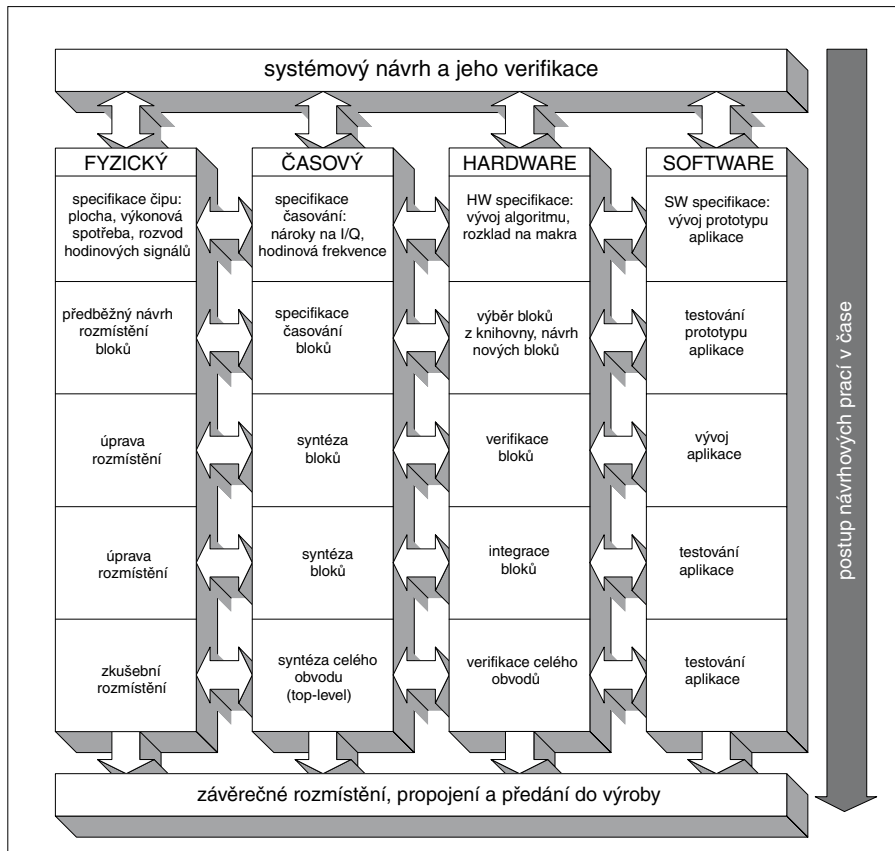 systémový návrh a jeho verifikace
FYZICKÝ
specifikace čipu:
plocha, výkonová
spotřeba, rozvod
hodinových signálů
předběžný návrh
rozmístění
bloků
úprava
rozmístění
úprava
rozmístění
zkušební
rozmístění
ČASOVÝ
specifikace
časování:
nároky na I/Q,
hodinová frekvence
specifikace
časování
bloků
syntéza
bloků
syntéza
bloků
syntéza celého
obvodu
(top-level)
HARDWARE
HW specifikace:
vývoj algoritmu,
rozklad na makra
výběr bloků
z knihovny, návrh
nových bloků
verifikace
bloků
integrace
bloků
verifikace celého
obvodů
SOFTWARE
SW specifikace:
vývoj prototypu
aplikace
testování
prototypu
aplikace
vývoj
aplikace
testování
aplikace
testování
aplikace
postup návrhových prací v čase
závěrečné rozmístění, propojení a předání do výroby